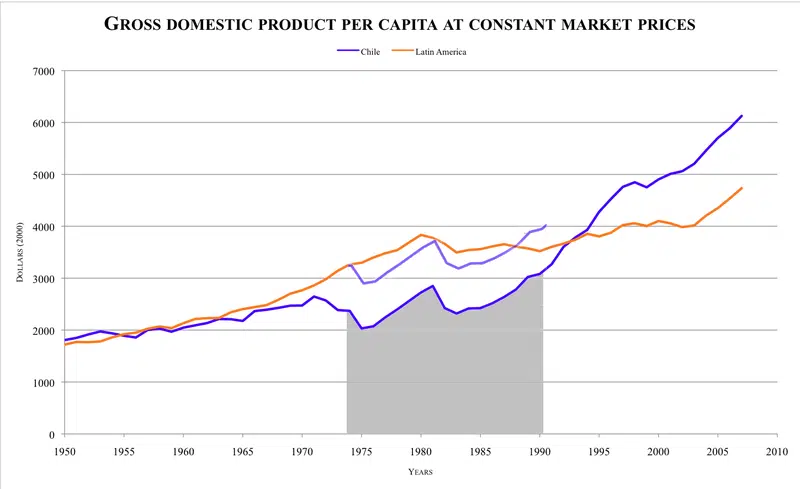 GROSS DOMESTIC PRODUCT PER CAPITA AT CONSTANT MARKET PRICES
Chile Latin America
7000
6000
5000
4000
3000
2000
1000
0
DOLLARS (2000)
1950 1955 1960 1965 1970 1975 1980 1985 1990 1995 2000 2005 2010
YEARS